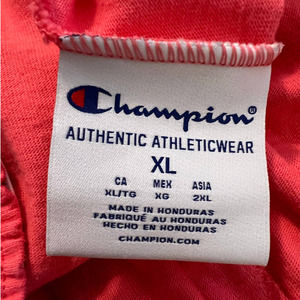 Champion®
AUTHENTIC ATHLETICWEAR
XL
CA MEX ASIA
XL/TG XG 2XL
MADE IN HONDURAS
FABRIQUÉ AU HONDURAS
HECHO EN HONDURAS
CHAMPION.COM